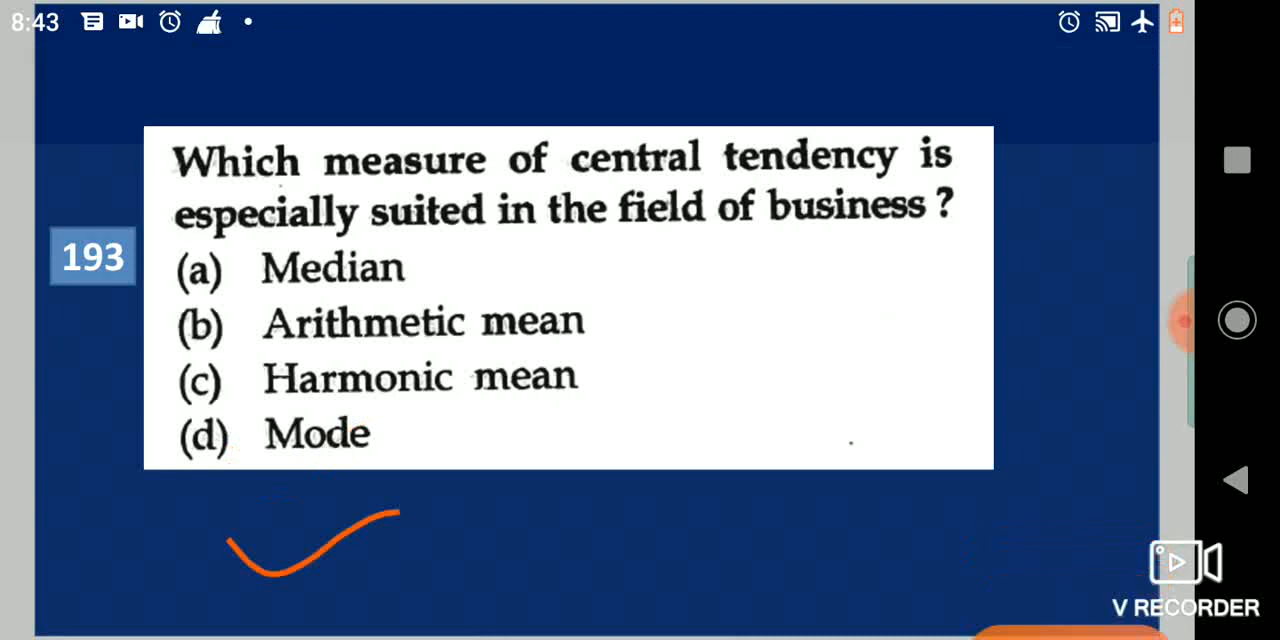 8:43
Which measure of central tendency is
especially suited in the field of business ?
193
(a) Median
(b) Arithmetic mean
(c) Harmonic mean
(d) Mode
V RECORDER